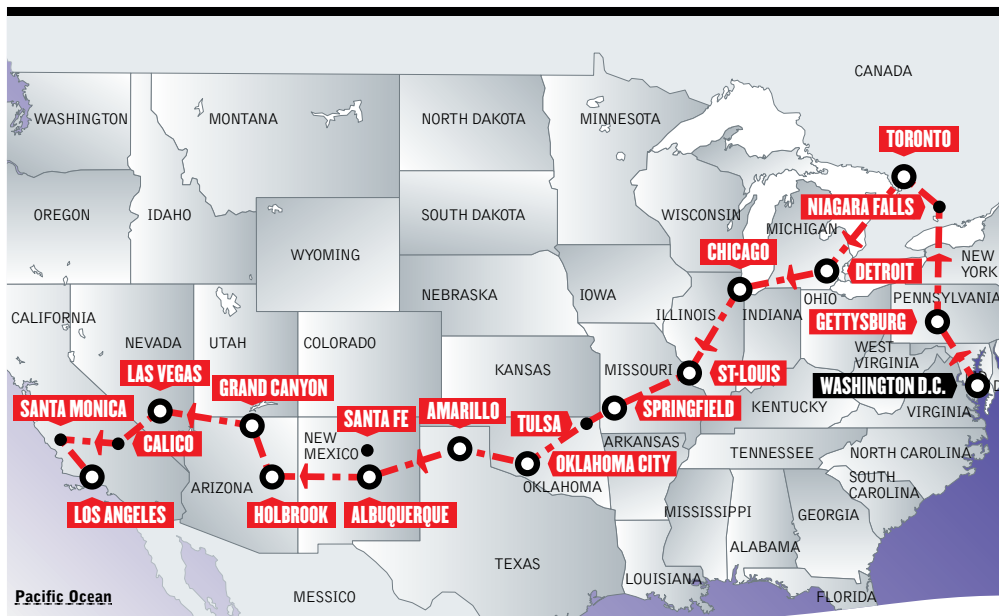 CANADA
WASHINGTON
MONTANA
NORTH DAKOTA
MINNESOTA
TORONTO
OREGON
IDAHO
SOUTH DAKOTA
WISCONSIN
NIAGARA FALLS
MICHIGAN
WYOMING
CHICAGO
DETROIT
NEW
YORK
NEBRASKA
IOWA
OHIO
PENNSYLVANIA
CALIFORNIA
ILLINOIS
INDIANA
GETTYSBURG
NEVADA
UTAH
COLORADO
WEST
VIRGINIA
LAS VEGAS
GRAND CANYON
KANSAS
MISSOURI
ST-LOUIS
WASHINGTON D.C.
D
SANTA MONICA
SANTA FE
AMARILLO
TULSA
SPRINGFIELD
KENTUCKY
VIRGINIA
CALICO
NEW
MEXICO
ARKANSAS
TENNESSEE
NORTH CAROLINA
OKLAHOMA CITY
ARIZONA
OKLAHOMA
SOUTH
CAROLINA
LOS ANGELES
HOLBROOK
ALBUQUERQUE
MISSISSIPPI
GEORGIA
ALABAMA
TEXAS
LOUISIANA
Pacific Ocean
MESSICO
FLORIDA